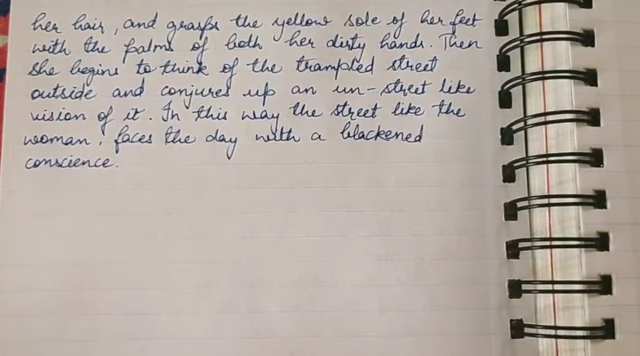 her hair, and grasps the yellow sole of her feet
with the palms of both her dirty hands. Then
she begins to think of the trampled street
outside and conjures up an un-street like
vision of it. In this way the street like the
woman, faces the day with a blackened
conscience.